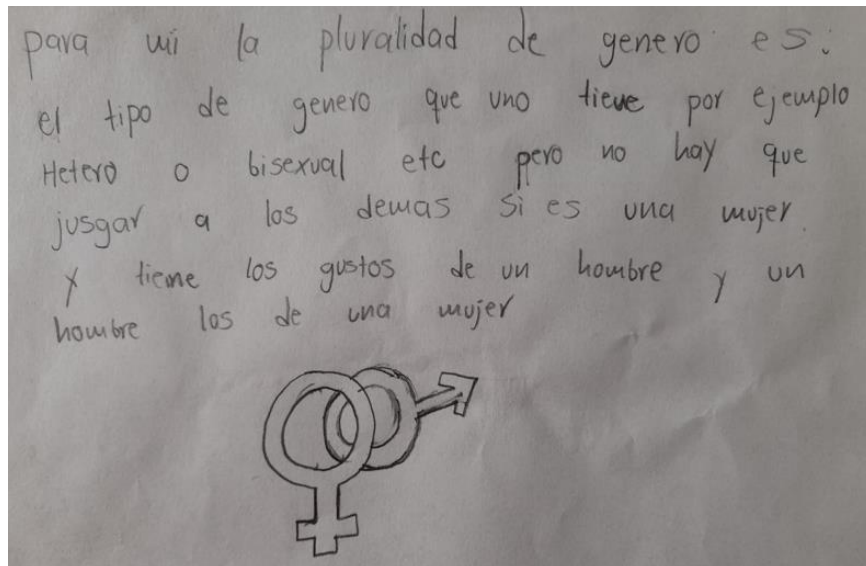 para mi la pluralidad de genero es:
el tipo de genero que uno tiene por ejemplo
Hetero o bisexual etc pero no hay que
jusgar a los demas si es una mujer.
y tiene los gustos de un hombre y un
hombre los de una mujer